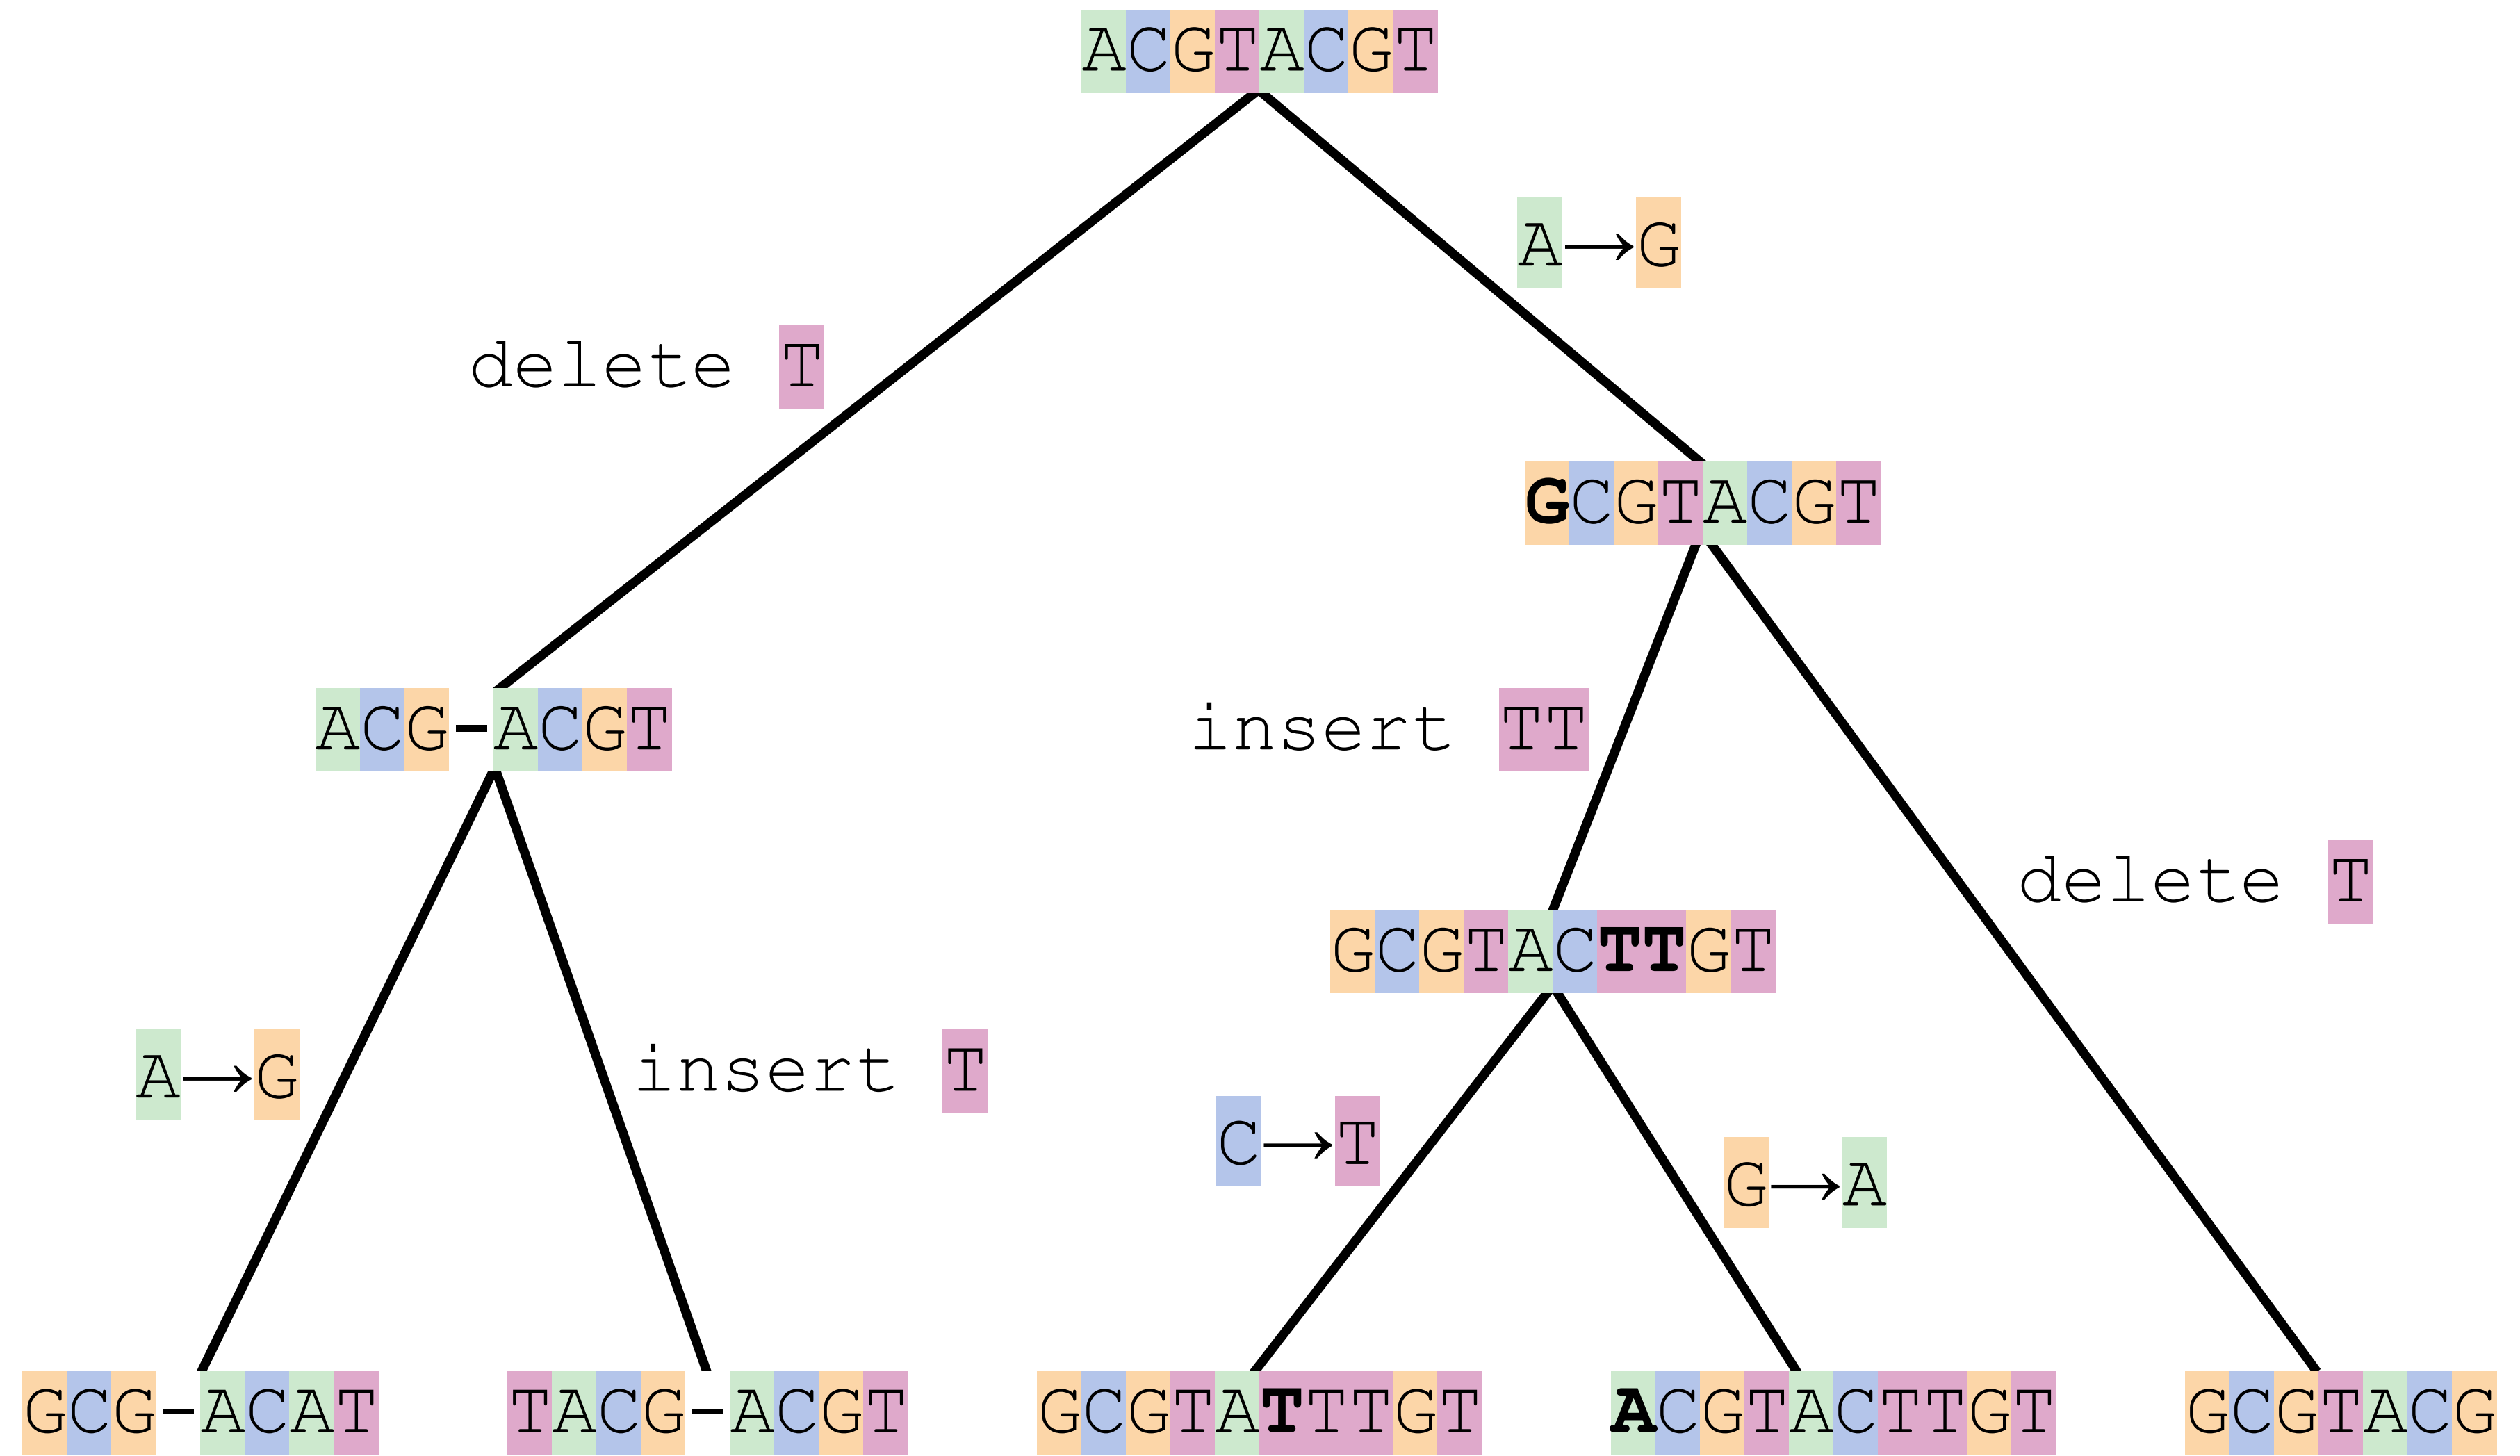 ACGTACGT
A→G
delete T
GCGTACGT
ACG-ACGT
insert TT
delete T
GCGTACTTGT
A→G
insert T
C→T
G→A
GCG-ACAT
TACG-ACGT
GCGTATTTGT
ACGTACTTGT
GCGTACG